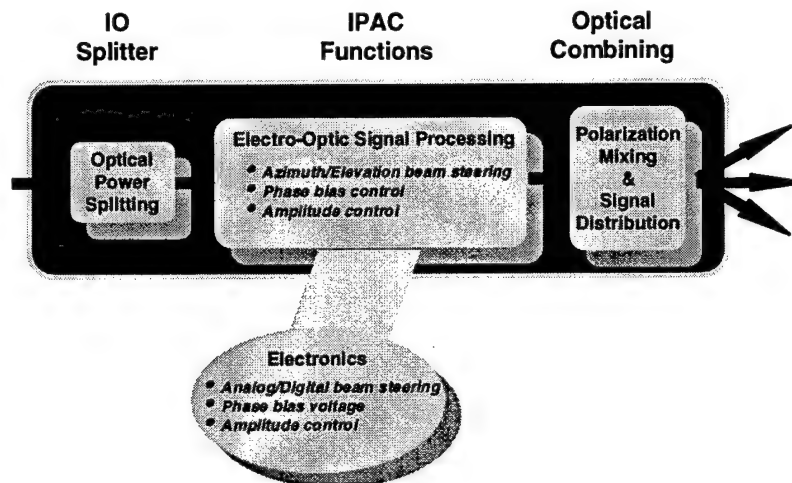 IO
Splitter
IPAC
Functions
Optical
Combining
Optical
Power
Splitting
Electro-Optic Signal Processing
• Azimuth/Elevation beam steering
• Phase bias control
• Amplitude control
Polarization
Mixing
&
Signal
Distribution
Electronics
• Analog/Digital beam steering
• Phase bias voltage
• Amplitude control